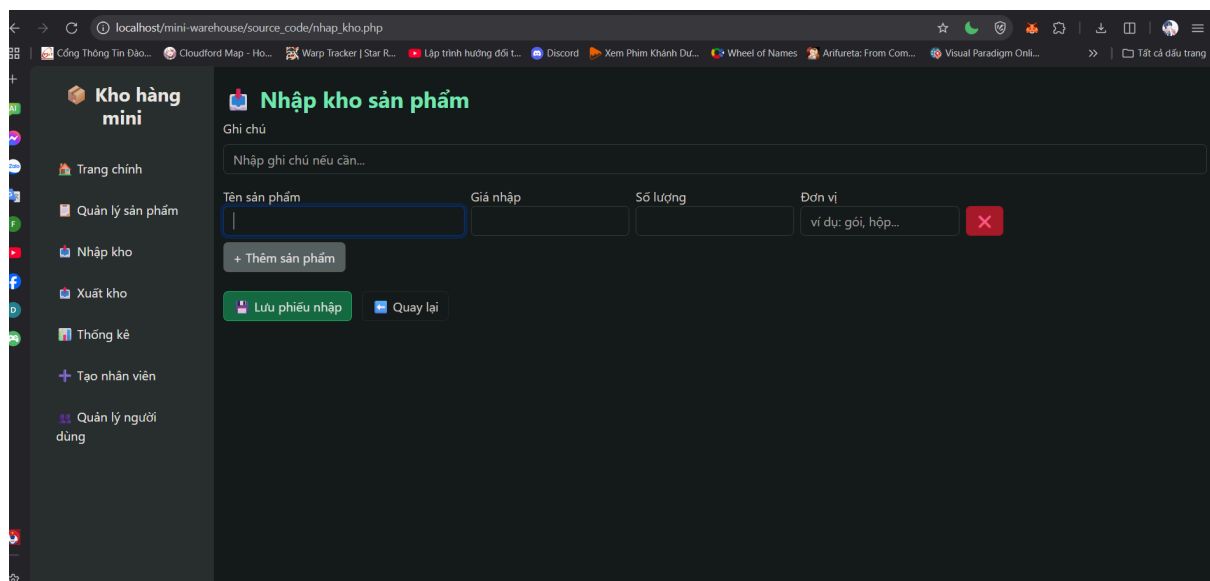 localhost/mini-warehouse/source_code/nhap_kho.php
Cổng Thông Tin Đào... Cloudford Map - Ho... Warp Tracker | Star R... Lập trình hướng đối t... Discord Xem Phim Khánh Dư... Wheel of Names Arifureta: From Com... Visual Paradigm Onli... >> Tất cả dấu trang
Kho hàng
mini
Trang chính
Quản lý sản phẩm
Nhập kho
Xuất kho
Thống kê
Tạo nhân viên
Quản lý người
dùng
Nhập kho sản phẩm
Ghi chú
Nhập ghi chú nếu cần...
Tên sản phẩm Giá nhập Số lượng Đơn vị
ví dụ: gói, hộp...
+ Thêm sản phẩm
Lưu phiếu nhập Quay lại
AI
Zalo
F
D